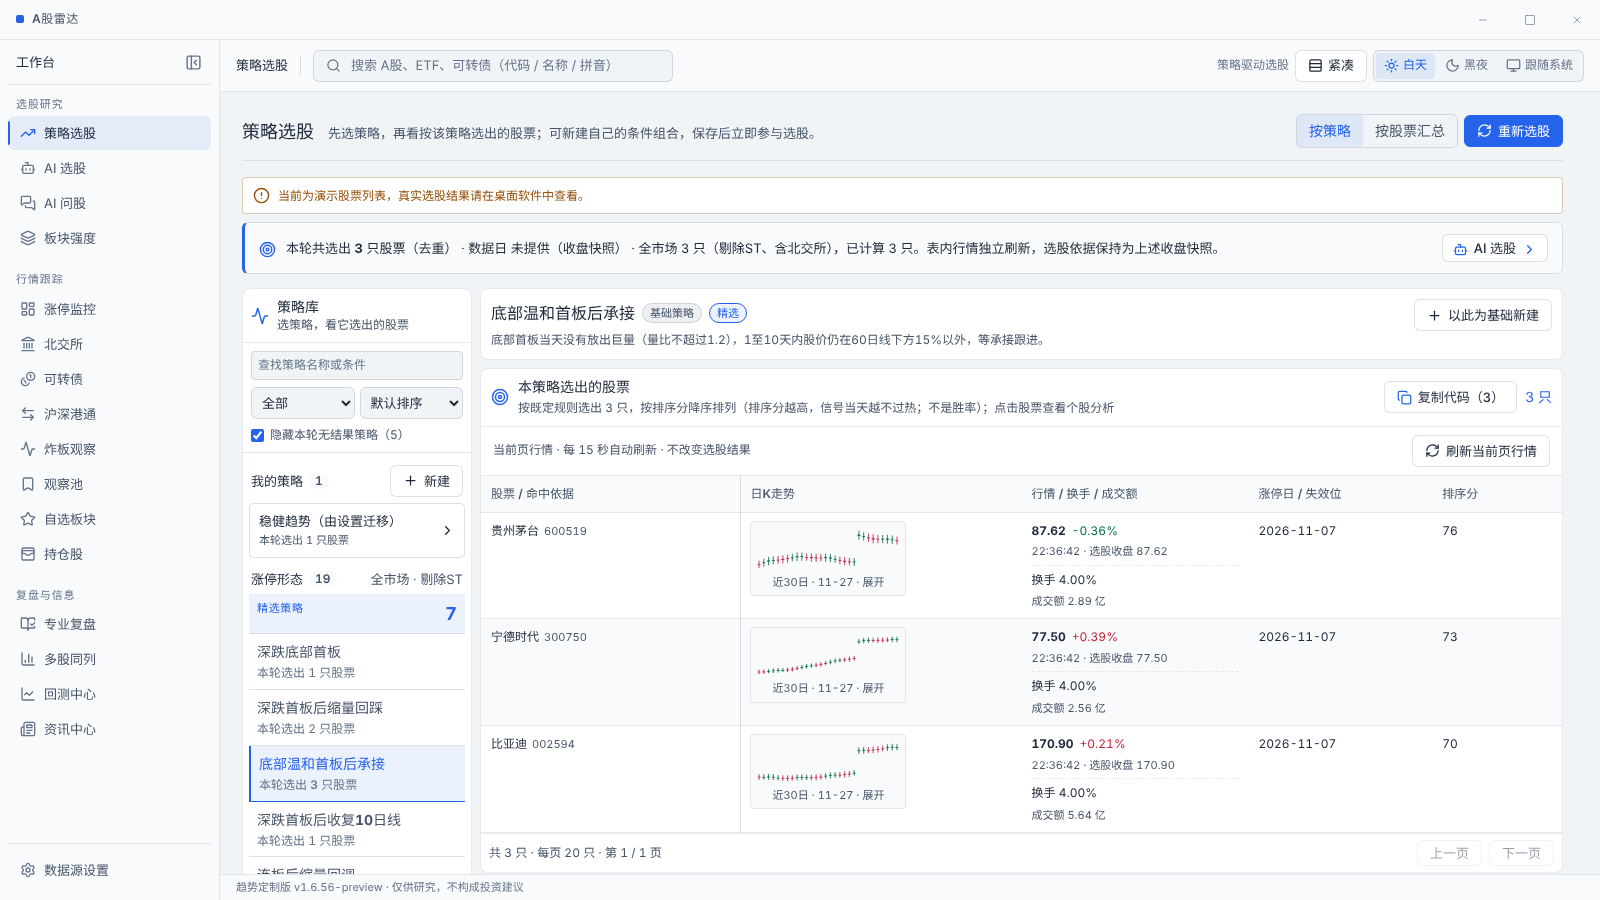 A股雷达
工作台
选股研究
策略选股
AI 选股
AI 问股
板块强度
行情跟踪
涨停监控
北交所
可转债
沪深港通
炸板观察
观察池
自选板块
持仓股
复盘与信息
专业复盘
多股同列
回测中心
资讯中心
数据源设置
策略选股
搜索 A股、ETF、可转债（代码 / 名称 / 拼音）
策略驱动选股
紧凑
白天
黑夜
跟随系统
策略选股
先选策略，再看按该策略选出的股票；可新建自己的条件组合，保存后立即参与选股。
按策略
按股票汇总
重新选股
当前为演示股票列表，真实选股结果请在桌面软件中查看。
本轮共选出 3 只股票（去重） · 数据日 未提供（收盘快照） · 全市场 3 只（剔除ST、含北交所），已计算 3 只。表内行情独立刷新，选股依据保持为上述收盘快照。
AI 选股
策略库
选策略，看它选出的股票
查找策略名称或条件
全部
默认排序
隐藏本轮无结果策略（5）
我的策略 1
新建
稳健趋势（由设置迁移）
本轮选出 1 只股票
涨停形态 19
全市场 · 剔除ST
精选策略
7
深跌底部首板
本轮选出 1 只股票
深跌首板后缩量回踩
本轮选出 2 只股票
底部温和首板后承接
本轮选出 3 只股票
深跌首板后收复10日线
本轮选出 1 只股票
连板后缩量回调
底部温和首板后承接
基础策略
精选
底部首板当天没有放出巨量（量比不超过1.2），1至10天内股价仍在60日线下方15%以外，等承接跟进。
以此为基础新建
本策略选出的股票
按既定规则选出 3 只，按排序分降序排列（排序分越高，信号当天越不过热；不是胜率）；点击股票查看个股分析
复制代码（3）
3 只
当前页行情 · 每 15 秒自动刷新 · 不改变选股结果
刷新当前页行情
股票 / 命中依据
日K走势
行情 / 换手 / 成交额
涨停日 / 失效位
排序分
贵州茅台 600519
近30日 · 11-27 · 展开
87.62 -0.36%
22:36:42 · 选股收盘 87.62
换手 4.00%
成交额 2.89 亿
2026-11-07
76
宁德时代 300750
近30日 · 11-27 · 展开
77.50 +0.39%
22:36:42 · 选股收盘 77.50
换手 4.00%
成交额 2.56 亿
2026-11-07
73
比亚迪 002594
近30日 · 11-27 · 展开
170.90 +0.21%
22:36:42 · 选股收盘 170.90
换手 4.00%
成交额 5.64 亿
2026-11-07
70
共 3 只 · 每页 20 只 · 第 1 / 1 页
上一页
下一页
趋势定制版 v1.6.56-preview · 仅供研究，不构成投资建议